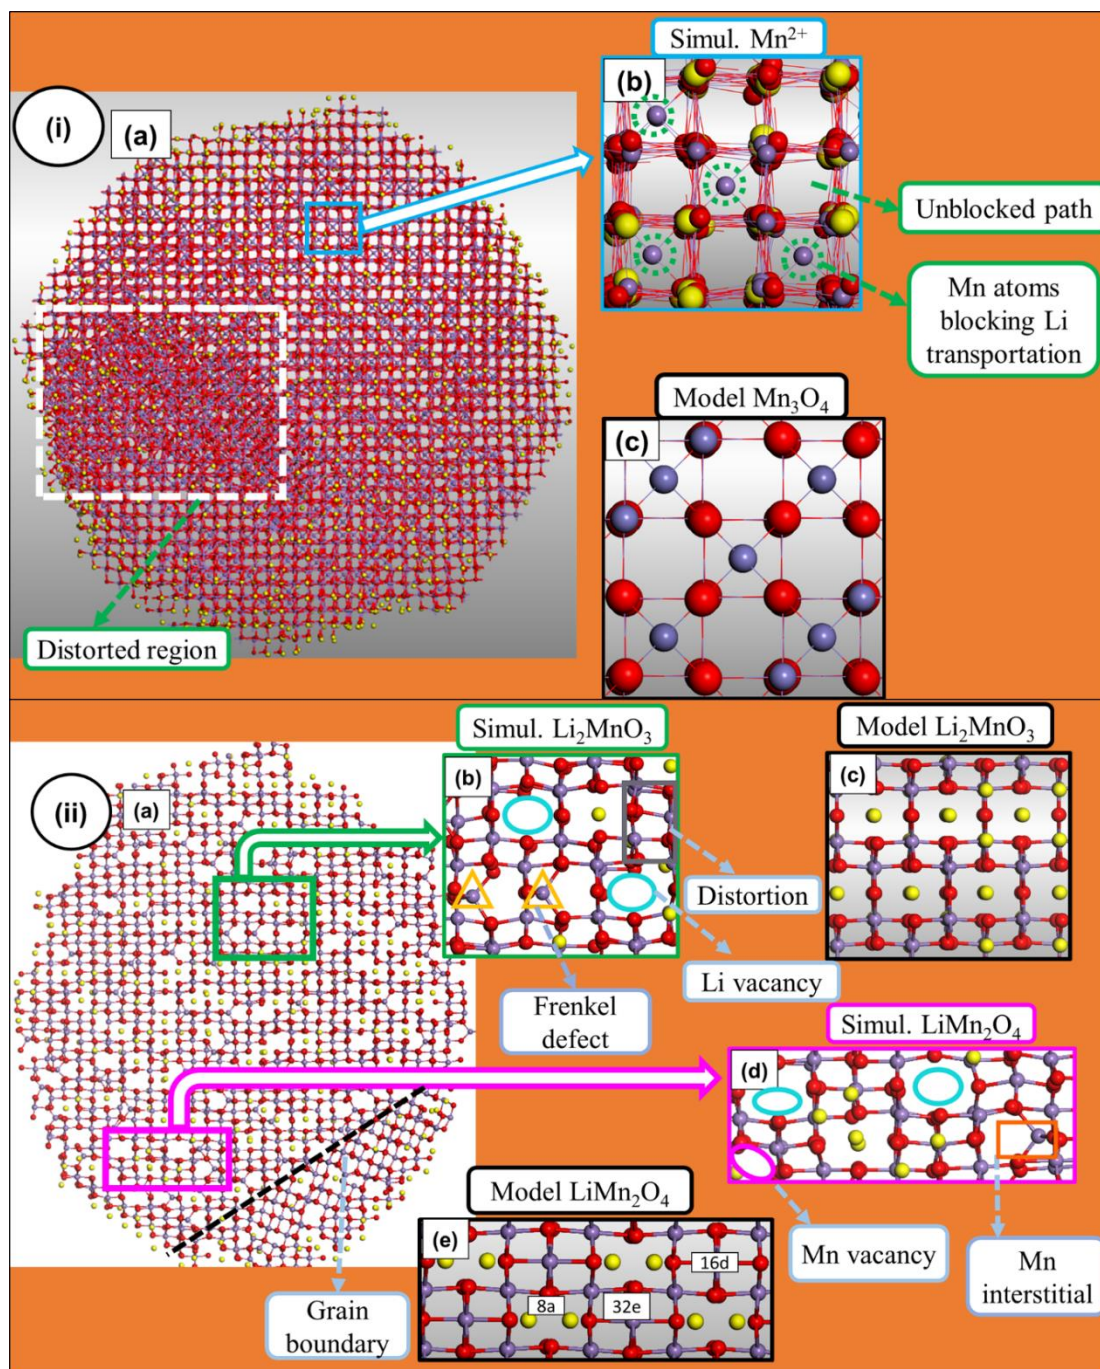 Simul. Mn²⁺
(i)
(a)
(b)
Unblocked path
Mn atoms
blocking Li
transportation
Model Mn₃O₄
(c)
Distorted region
Simul. Li₂MnO₃
Model Li₂MnO₃
(ii)
(a)
(b)
(c)
Distortion
Li vacancy
Frenkel
defect
Simul. LiMn₂O₄
(d)
Model LiMn₂O₄
Mn vacancy
Mn
interstitial
(e)
16d
8a
32e
Grain
boundary